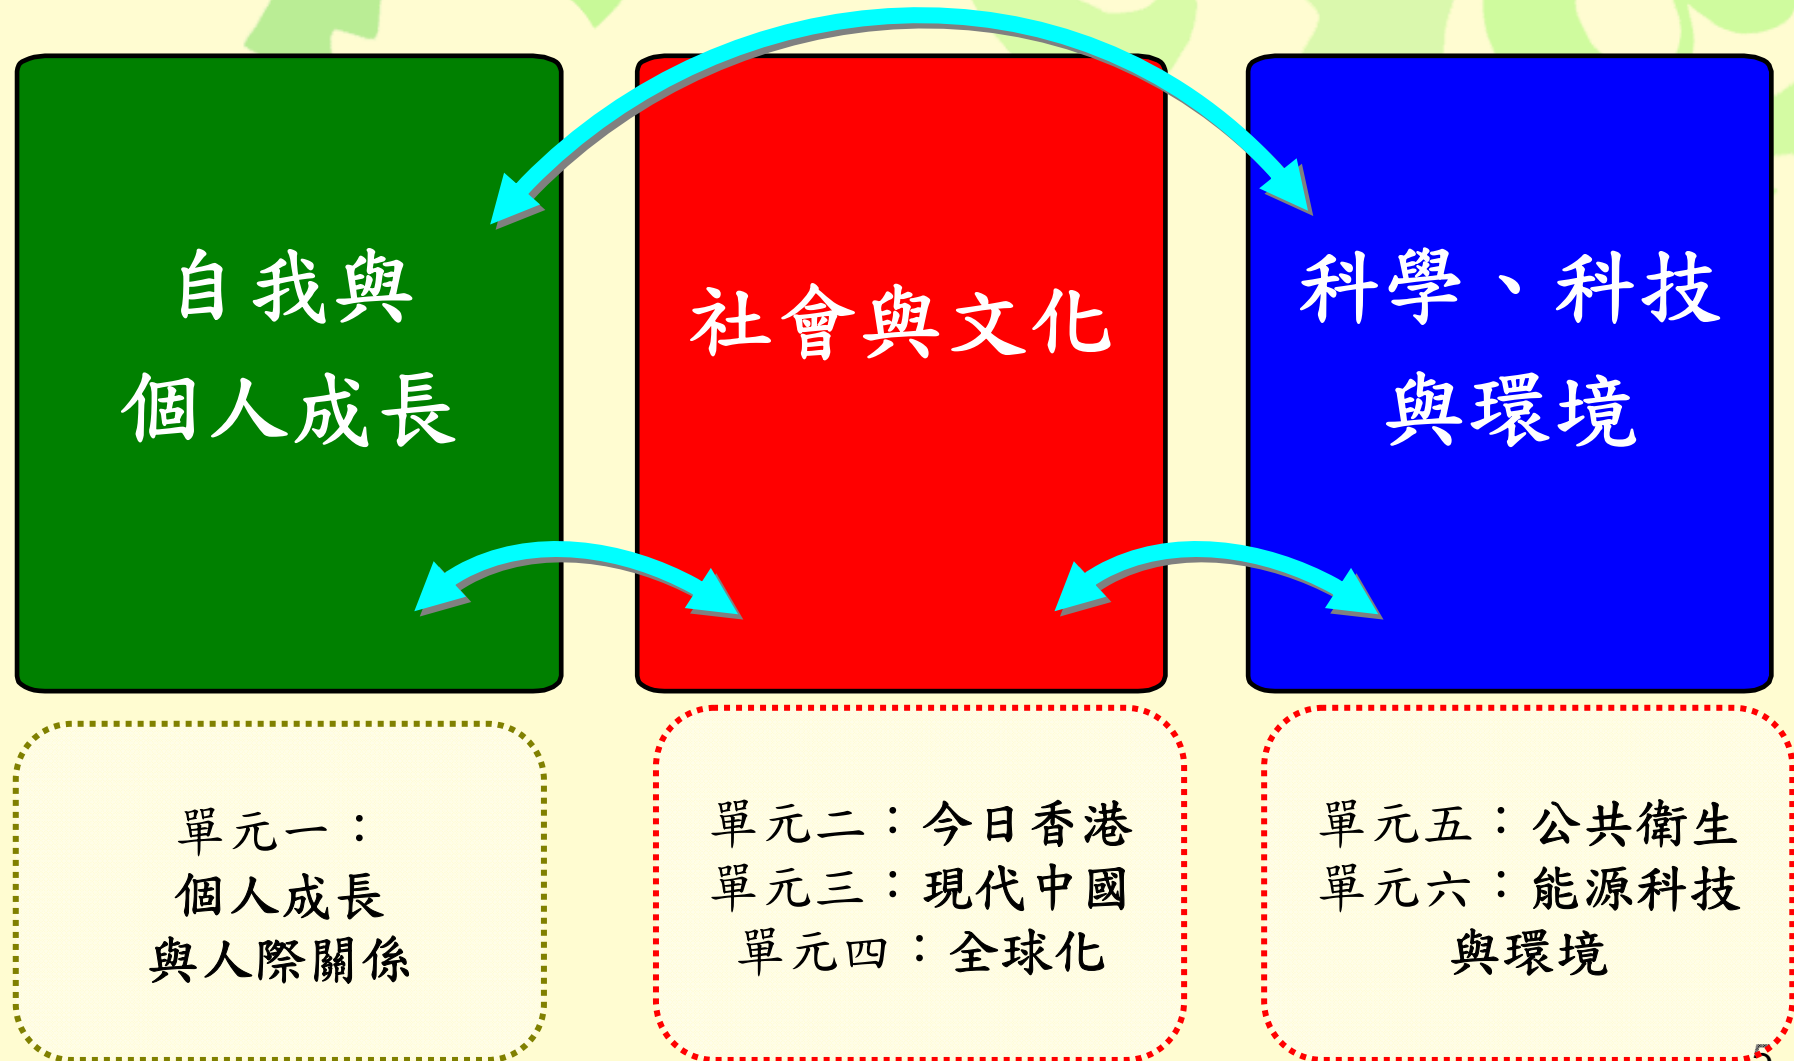 自我與
個人成長
社會與文化
科學、科技
與環境
單元一：
個人成長
與人際關係
單元二：今日香港
單元三：現代中國
單元四：全球化
單元五：公共衛生
單元六：能源科技
與環境
5